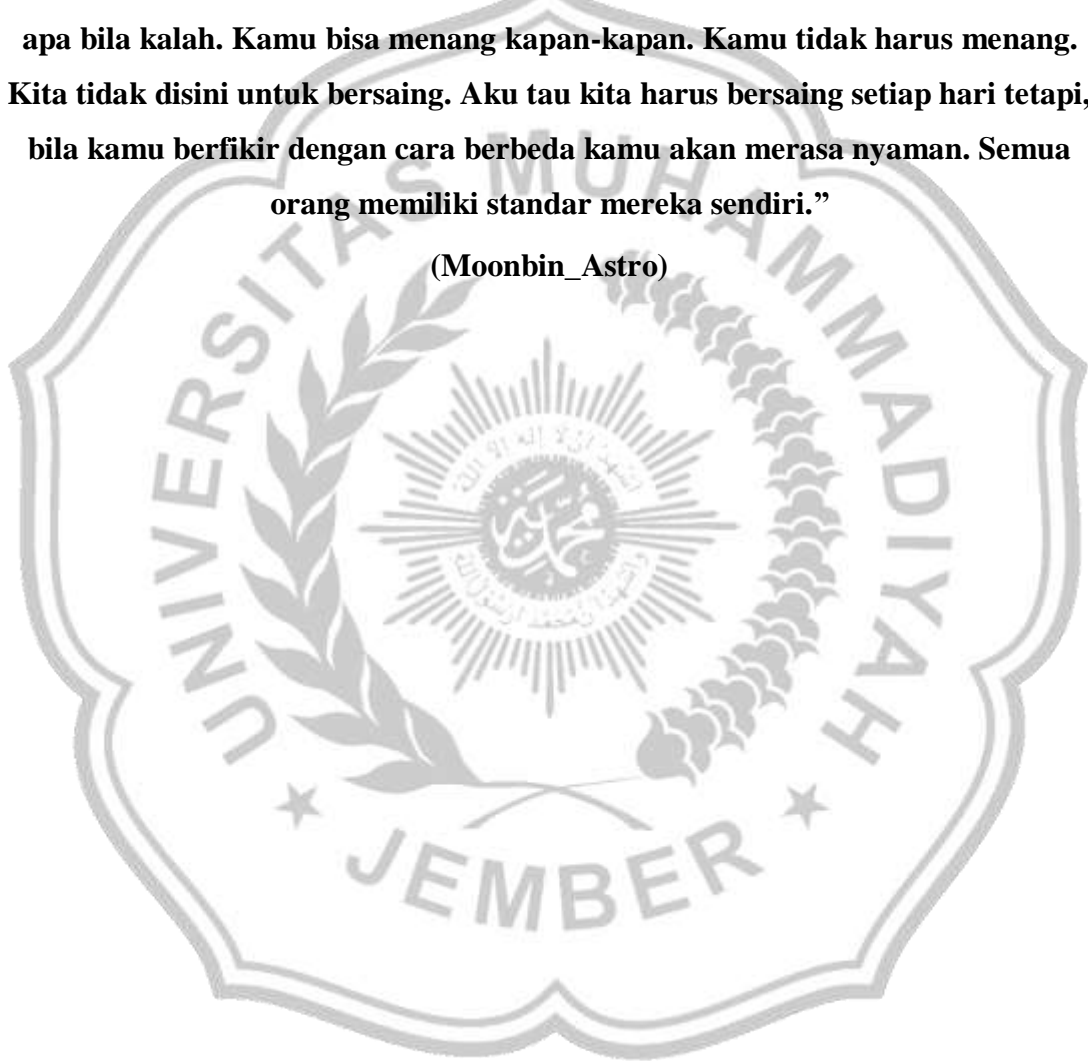 apa bila kalah. Kamu bisa menang kapan-kapan. Kamu tidak harus menang.
Kita tidak disini untuk bersaing. Aku tau kita harus bersaing setiap hari tetapi,
bila kamu berfikir dengan cara berbeda kamu akan merasa nyaman. Semua
orang memiliki standar mereka sendiri.”
(Moonbin_Astro)
UNIVERSITAS MUHAMMADIYAH
JEMBER